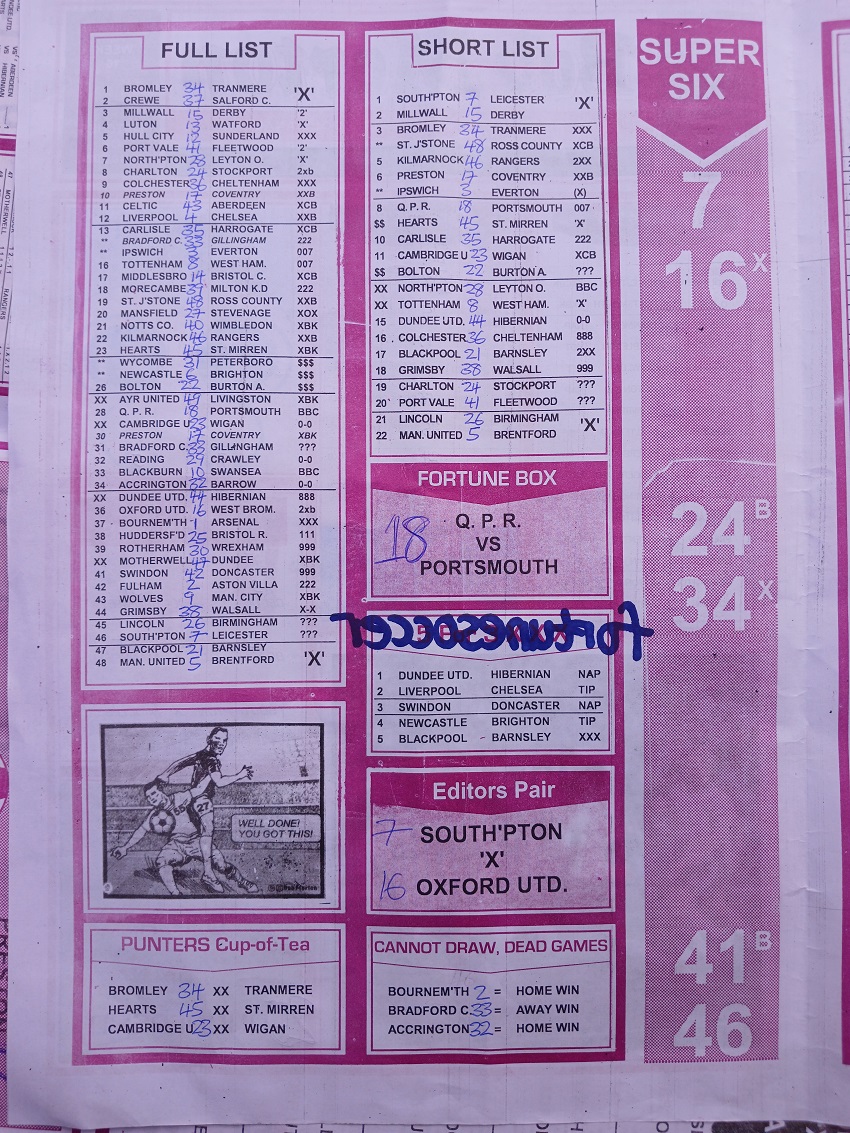 FULL LIST
1 BROMLEY 34 TRANMERE 'X'
2 CREWE 37 SALFORD C.
3 MILLWALL 15 DERBY '2'
4 LUTON 13 WATFORD 'X'
5 HULL CITY 12 SUNDERLAND XXX
6 PORT VALE 41 FLEETWOOD '2'
7 NORTH'PTON 28 LEYTON O. 'X'
8 CHARLTON 24 STOCKPORT 2xb
9 COLCHESTER 36 CHELTENHAM XXX
10 PRESTON 17 COVENTRY XXB
11 CELTIC 43 ABERDEEN XCB
12 LIVERPOOL 4 CHELSEA XXB
13 CARLISLE 35 HARROGATE XCB
** BRADFORD C. 33 GILLINGHAM 222
** IPSWICH 3 EVERTON 007
16 TOTTENHAM 8 WEST HAM. 007
17 MIDDLESBRO 14 BRISTOL C. XCB
18 MORECAMBE 39 MILTON K.D 222
19 ST. J'STONE 48 ROSS COUNTY XXB
20 MANSFIELD 27 STEVENAGE XOX
21 NOTTS CO. 40 WIMBLEDON XBK
22 KILMARNOCK 46 RANGERS XXB
23 HEARTS 45 ST. MIRREN XBK
** WYCOMBE 31 PETERBORO $$$
** NEWCASTLE 6 BRIGHTON $$$
26 BOLTON 22 BURTON A. $$$
XX AYR UNITED 49 LIVINGSTON XBK
28 Q. P. R. 18 PORTSMOUTH BBC
XX CAMBRIDGE U 23 WIGAN 0-0
30 PRESTON 17 COVENTRY XBK
31 BRADFORD C. 33 GILLINGHAM ???
32 READING 29 CRAWLEY 0-0
33 BLACKBURN 10 SWANSEA BBC
34 ACCRINGTON 32 BARROW 0-0
XX DUNDEE UTD. 44 HIBERNIAN 888
36 OXFORD UTD. 16 WEST BROM. 2xb
37 BOURNEM'TH 1 ARSENAL XXX
38 HUDDERSF'D 25 BRISTOL R. 111
39 ROTHERHAM 30 WREXHAM 999
XX MOTHERWELL 47 DUNDEE XBK
41 SWINDON 42 DONCASTER 999
42 FULHAM 2 ASTON VILLA 222
43 WOLVES 9 MAN. CITY XBK
44 GRIMSBY 38 WALSALL X-X
45 LINCOLN 26 BIRMINGHAM ???
46 SOUTH'PTON 7 LEICESTER ???
47 BLACKPOOL 21 BARNSLEY 'X'
48 MAN. UNITED 5 BRENTFORD
WELL DONE!
YOU GOT THIS!
27
PUNTERS Cup-of-Tea
BROMLEY 34 XX TRANMERE
HEARTS 45 XX ST. MIRREN
CAMBRIDGE U 23 XX WIGAN
SHORT LIST
1 SOUTH'PTON 7 LEICESTER 'X'
2 MILLWALL 15 DERBY
3 BROMLEY 34 TRANMERE XXX
** ST. J'STONE 48 ROSS COUNTY XCB
5 KILMARNOCK 46 RANGERS 2XX
6 PRESTON 17 COVENTRY XXB
** IPSWICH 3 EVERTON (X)
8 Q. P. R. 18 PORTSMOUTH 007
$$ HEARTS 45 ST. MIRREN 'X'
10 CARLISLE 35 HARROGATE 222
11 CAMBRIDGE U 23 WIGAN XCB
$$ BOLTON 22 BURTON A. ???
XX NORTH'PTON 28 LEYTON O. BBC
XX TOTTENHAM 8 WEST HAM. 'X'
15 DUNDEE UTD. 44 HIBERNIAN 0-0
16 COLCHESTER 36 CHELTENHAM 888
17 BLACKPOOL 21 BARNSLEY 2XX
18 GRIMSBY 38 WALSALL 999
19 CHARLTON 24 STOCKPORT ???
20 PORT VALE 41 FLEETWOOD ???
21 LINCOLN 26 BIRMINGHAM 'X'
22 MAN. UNITED 5 BRENTFORD
FORTUNE BOX
18 Q. P. R.
VS
PORTSMOUTH
fortunesoccer
1 DUNDEE UTD. HIBERNIAN NAP
2 LIVERPOOL CHELSEA TIP
3 SWINDON DONCASTER NAP
4 NEWCASTLE BRIGHTON TIP
5 BLACKPOOL - BARNSLEY XXX
Editors Pair
7 SOUTH'PTON
'X'
16 OXFORD UTD.
CANNOT DRAW, DEAD GAMES
BOURNEM'TH 2 = HOME WIN
BRADFORD C. 33 = AWAY WIN
ACCRINGTON 32 = HOME WIN
SUPER
SIX
7
16 X
24 B
34 X
41 B
46